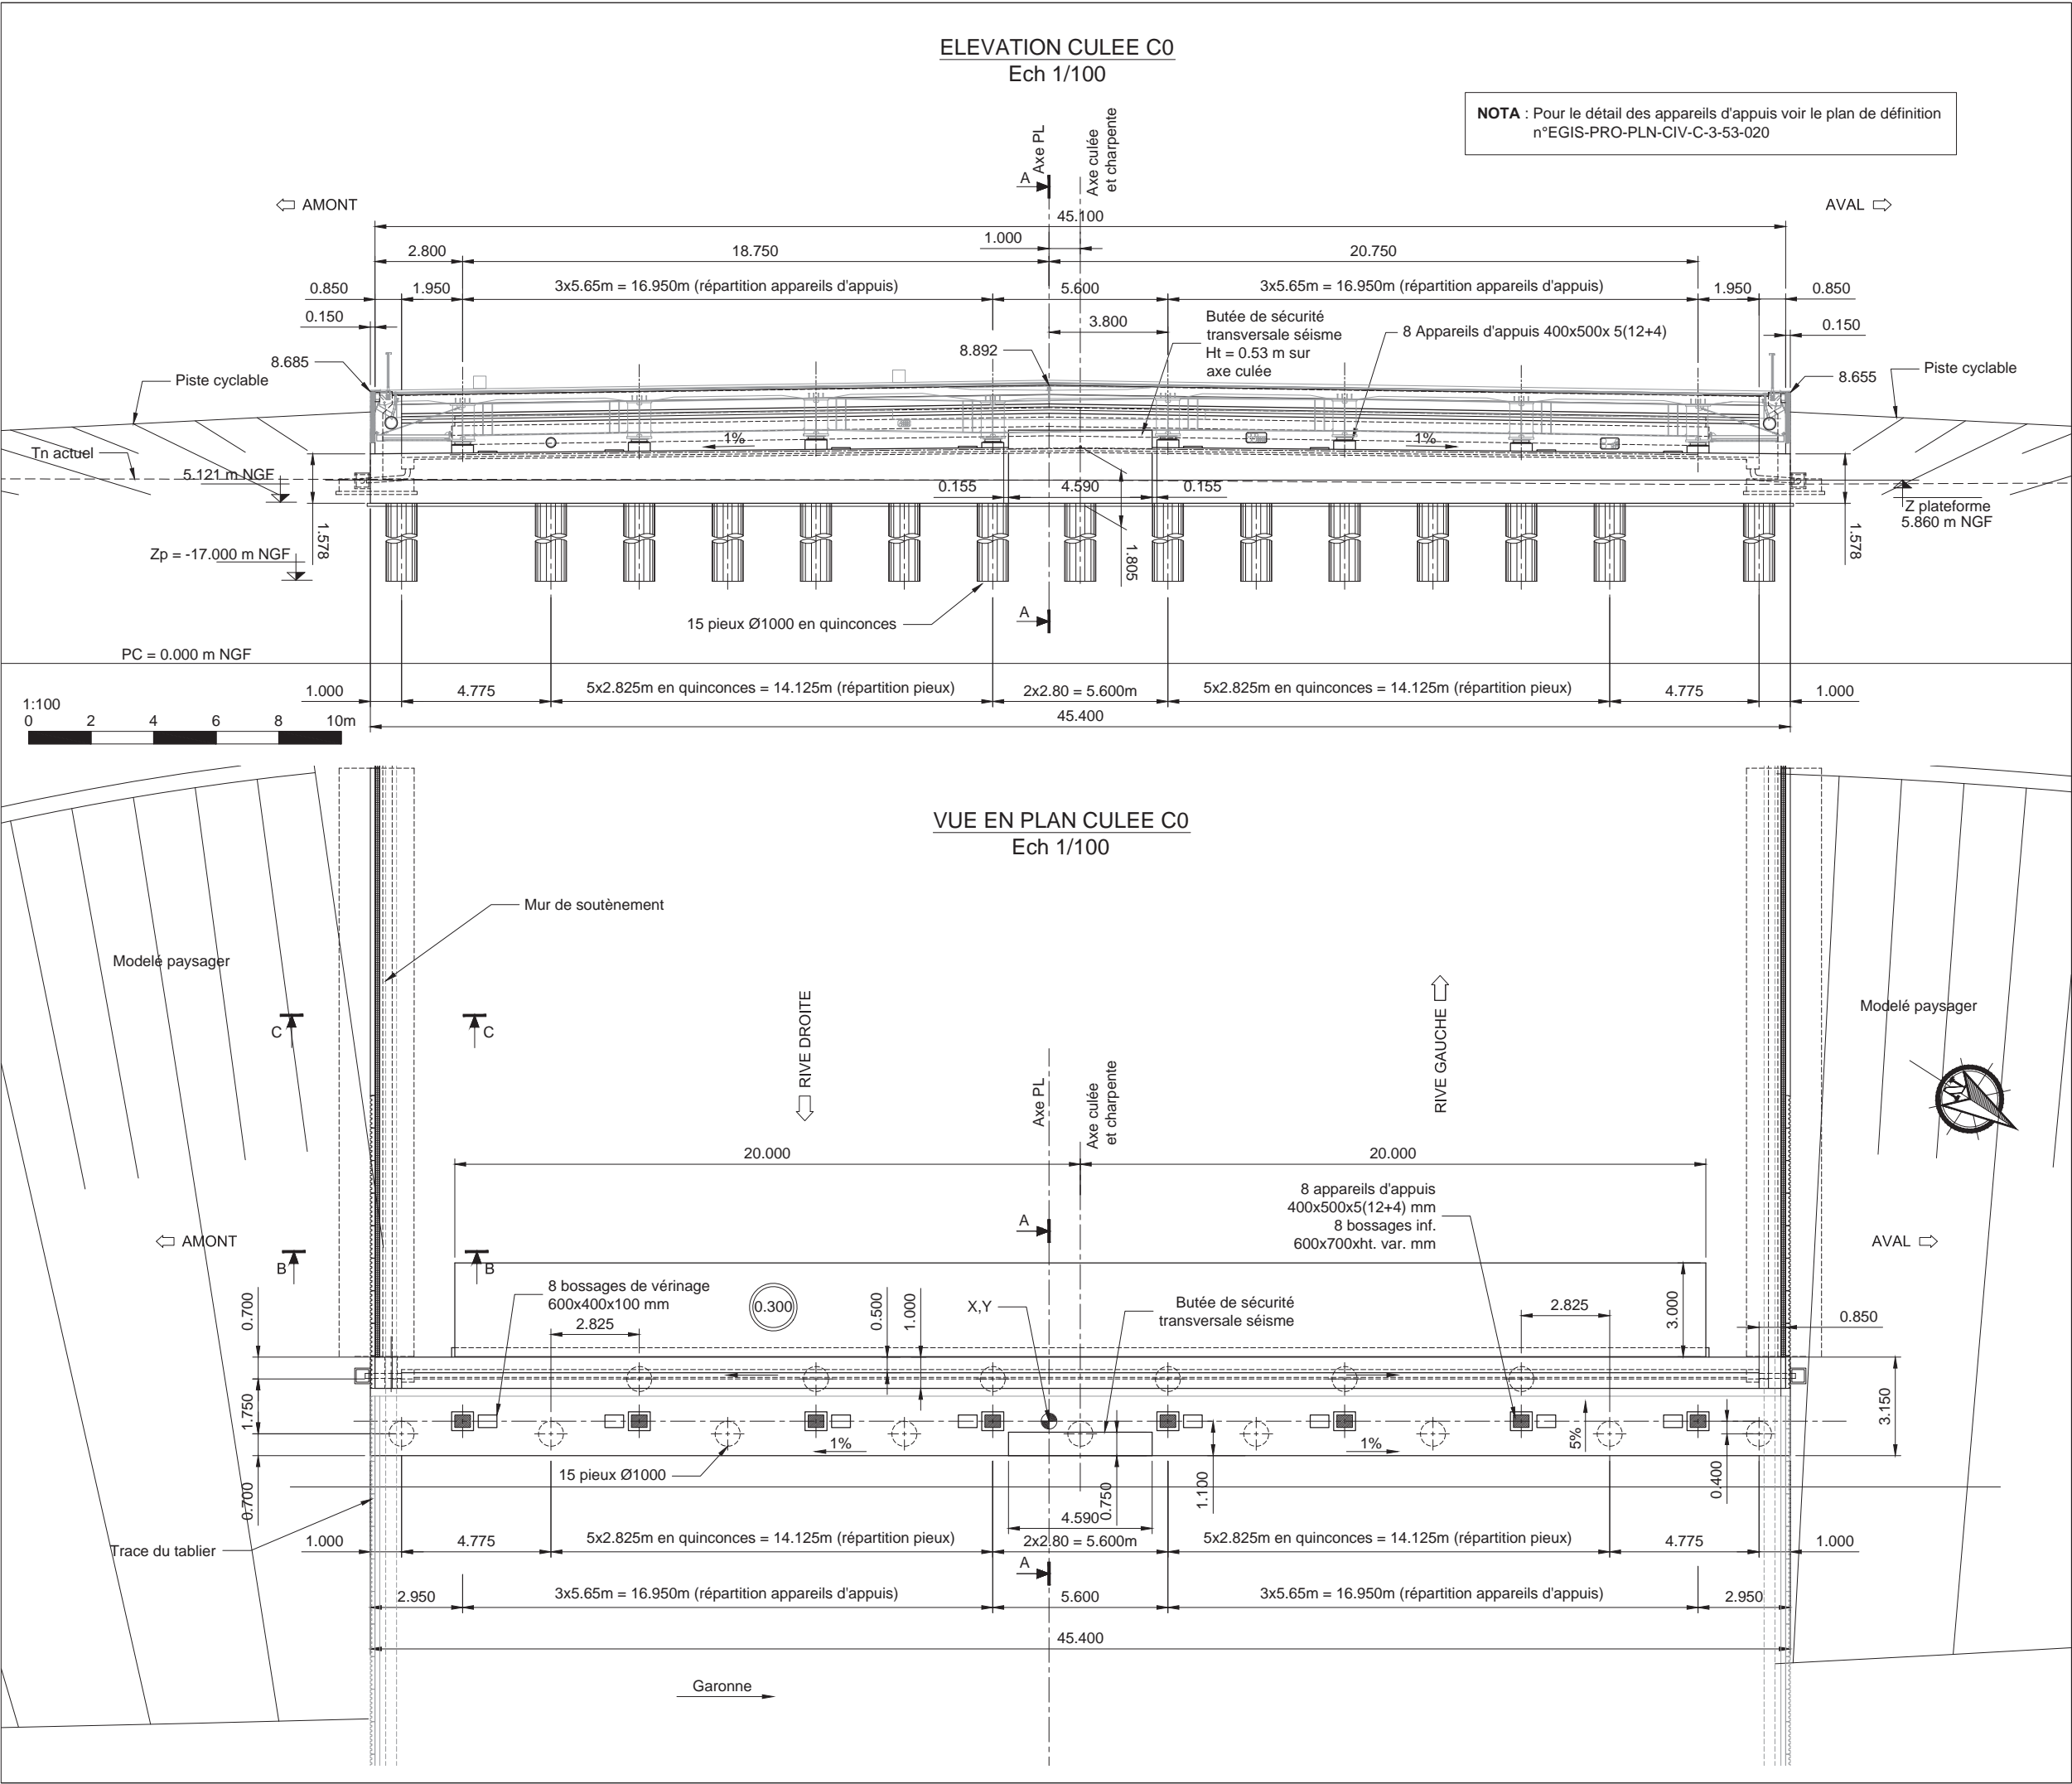 ELEVATION CULEE C0
Ech 1/100
NOTA : Pour le détail des appareils d'appuis voir le plan de définition
n°EGIS-PRO-PLN-CIV-C-3-53-020
Axe PL
Axe culée
et charpente
A
AMONT
AVAL
45.100
1.000
2.800
18.750
20.750
0.850
1.950
3x5.65m = 16.950m (répartition appareils d'appuis)
5.600
3x5.65m = 16.950m (répartition appareils d'appuis)
1.950
0.850
0.150
3.800
Butée de sécurité
transversale séisme
Ht = 0.53 m sur
axe culée
8 Appareils d'appuis 400x500x 5(12+4)
0.150
8.685
8.892
8.655
Piste cyclable
Piste cyclable
1%
1%
Tn actuel
5.121 m NGF
0.155
4.590
0.155
Z plateforme
5.860 m NGF
1.578
1.805
1.578
Zp = -17.000 m NGF
15 pieux Ø1000 en quinconces
A
PC = 0.000 m NGF
1.000
4.775
5x2.825m en quinconces = 14.125m (répartition pieux)
2x2.80 = 5.600m
5x2.825m en quinconces = 14.125m (répartition pieux)
4.775
1.000
45.400
1:100
0 2 4 6 8 10m
VUE EN PLAN CULEE C0
Ech 1/100
Mur de soutènement
Modelé paysager
Modelé paysager
C
C
RIVE DROITE
RIVE GAUCHE
Axe PL
Axe culée
et charpente
20.000
20.000
A
8 appareils d'appuis
400x500x5(12+4) mm
8 bossages inf.
600x700xht. var. mm
AMONT
AVAL
B
B
8 bossages de vérinage
600x400x100 mm
0.300
0.500
1.000
X,Y
Butée de sécurité
transversale séisme
2.825
2.825
3.000
0.850
0.700
1.750
0.700
3.150
1%
1%
5%
0.400
15 pieux Ø1000
0.750
1.100
4.590
Trace du tablier
1.000
4.775
5x2.825m en quinconces = 14.125m (répartition pieux)
2x2.80 = 5.600m
5x2.825m en quinconces = 14.125m (répartition pieux)
4.775
1.000
A
2.950
3x5.65m = 16.950m (répartition appareils d'appuis)
5.600
3x5.65m = 16.950m (répartition appareils d'appuis)
2.950
45.400
Garonne